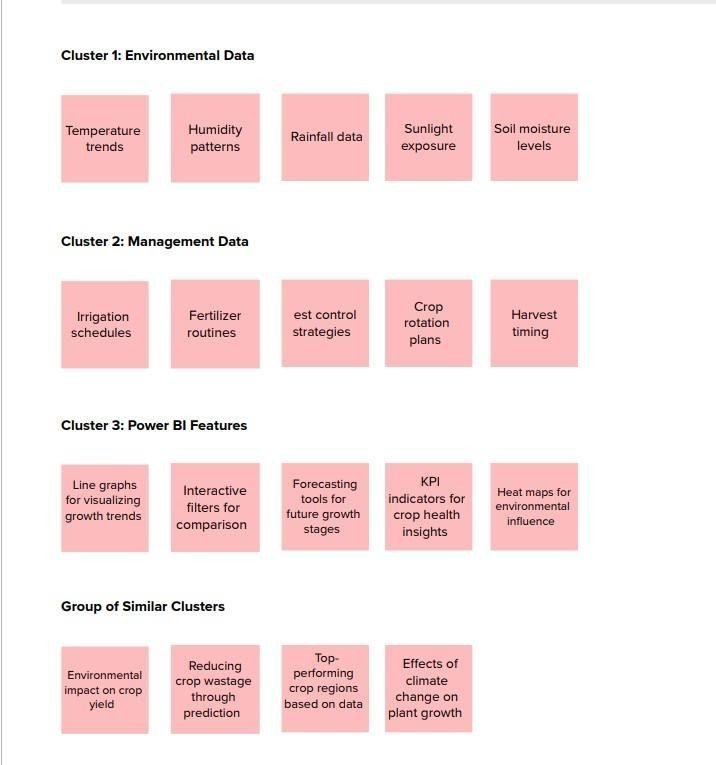 Cluster 1: Environmental Data
Temperature
trends
Humidity
patterns
Rainfall data
Sunlight
exposure
Soil moisture
levels
Cluster 2: Management Data
Irrigation
schedules
Fertilizer
routines
est control
strategies
Crop
rotation
plans
Harvest
timing
Cluster 3: Power BI Features
Line graphs
for visualizing
growth trends
Interactive
filters for
comparison
Forecasting
tools for
future growth
stages
KPI
indicators for
crop health
insights
Heat maps for
environmental
influence
Group of Similar Clusters
Environmental
impact on crop
yield
Reducing
crop wastage
through
prediction
Top-
performing
crop regions
based on data
Effects of
climate
change on
plant growth